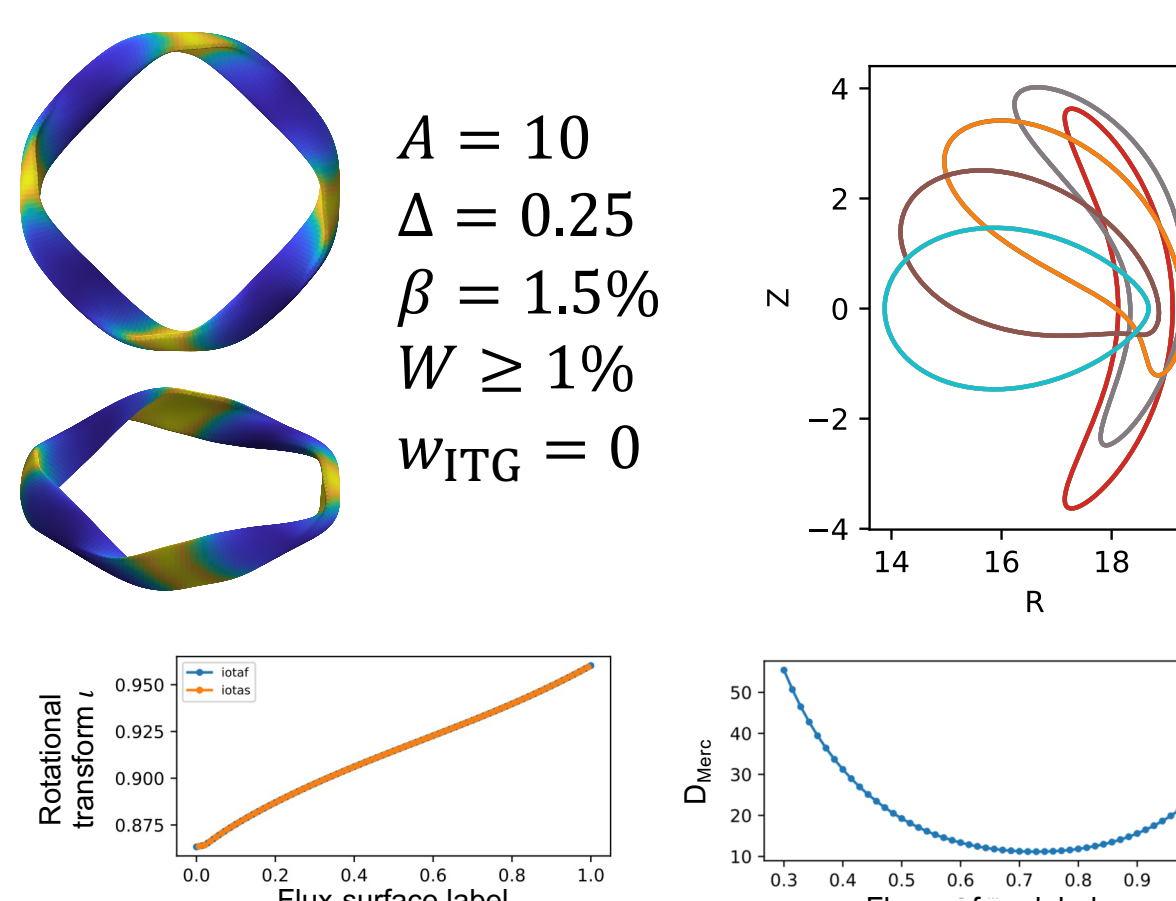 A = 10
Δ = 0.25
β = 1.5%
W ≥ 1%
w_ITG = 0
4
2
0
−2
−4
Z
14 16 18
R
Rotational
transform ι
0.950
0.925
0.900
0.875
iotaf
iotas
0.0 0.2 0.4 0.6 0.8 1.0
Flux surface label
D_Merc
50
40
30
20
10
0.3 0.4 0.5 0.6 0.7 0.8 0.9